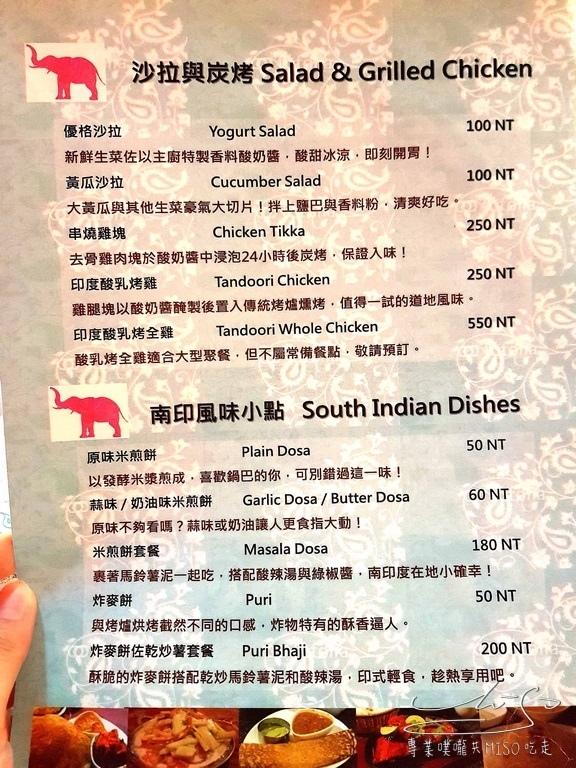 沙拉與炭烤 Salad & Grilled Chicken
優格沙拉 Yogurt Salad 100 NT
新鮮生菜佐以主廚特製香料酸奶醬，酸甜冰涼，即刻開胃！
黃瓜沙拉 Cucumber Salad 100 NT
大黃瓜與其他生菜豪氣大切片！拌上鹽巴與香料粉，清爽好吃。
串燒雞塊 Chicken Tikka 250 NT
去骨雞肉塊於酸奶醬中浸泡24小時後炭烤，保證入味！
印度酸乳烤雞 Tandoori Chicken 250 NT
雞腿塊以酸奶醬醃製後置入傳統烤爐燻烤，值得一試的道地風味。
印度酸乳烤全雞 Tandoori Whole Chicken 550 NT
酸乳烤全雞適合大型聚餐，但不屬常備餐點，敬請預訂。
南印風味小點 South Indian Dishes
原味米煎餅 Plain Dosa 50 NT
以發酵米漿煎成，喜歡鍋巴的你，可別錯過這一味！
蒜味 / 奶油味米煎餅 Garlic Dosa / Butter Dosa 60 NT
原味不夠看嗎？蒜味或奶油讓人更食指大動！
米煎餅套餐 Masala Dosa 180 NT
裹著馬鈴薯泥一起吃，搭配酸辣湯與綠椒醬，南印度在地小確幸！
炸麥餅 Puri 50 NT
與烤爐烘烤截然不同的口感，炸物特有的酥香逼人。
炸麥餅佐乾炒薯套餐 Puri Bhaji 200 NT
酥脆的炸麥餅搭配乾炒馬鈴薯泥和酸辣湯，印式輕食，趁熱享用吧。
專業噗嚨共MISO吃走